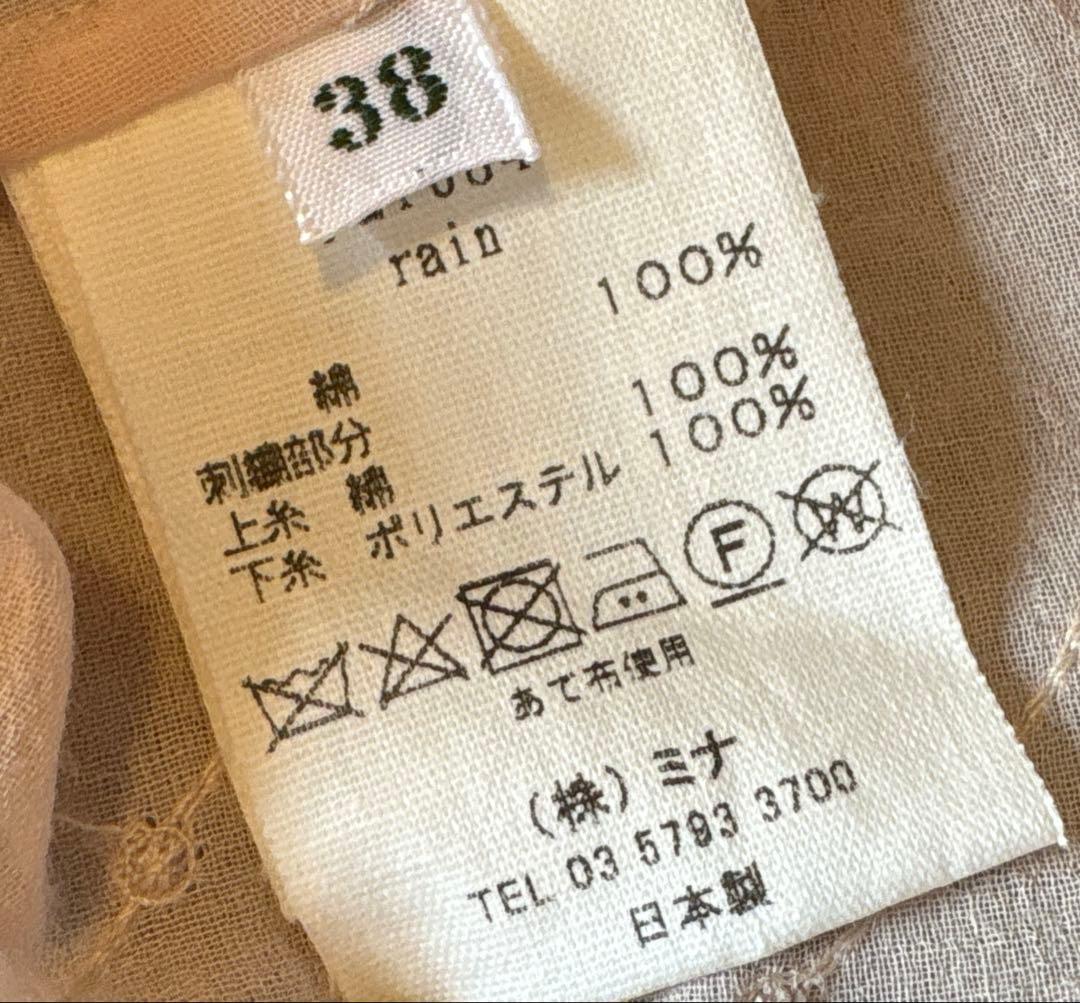 38
rain
綿 100%
刺繍部分
上糸 綿 100%
下糸 ポリエステル 100%
F
W
あて布使用
(株) ミナ
TEL 03 5793 3700
日本製